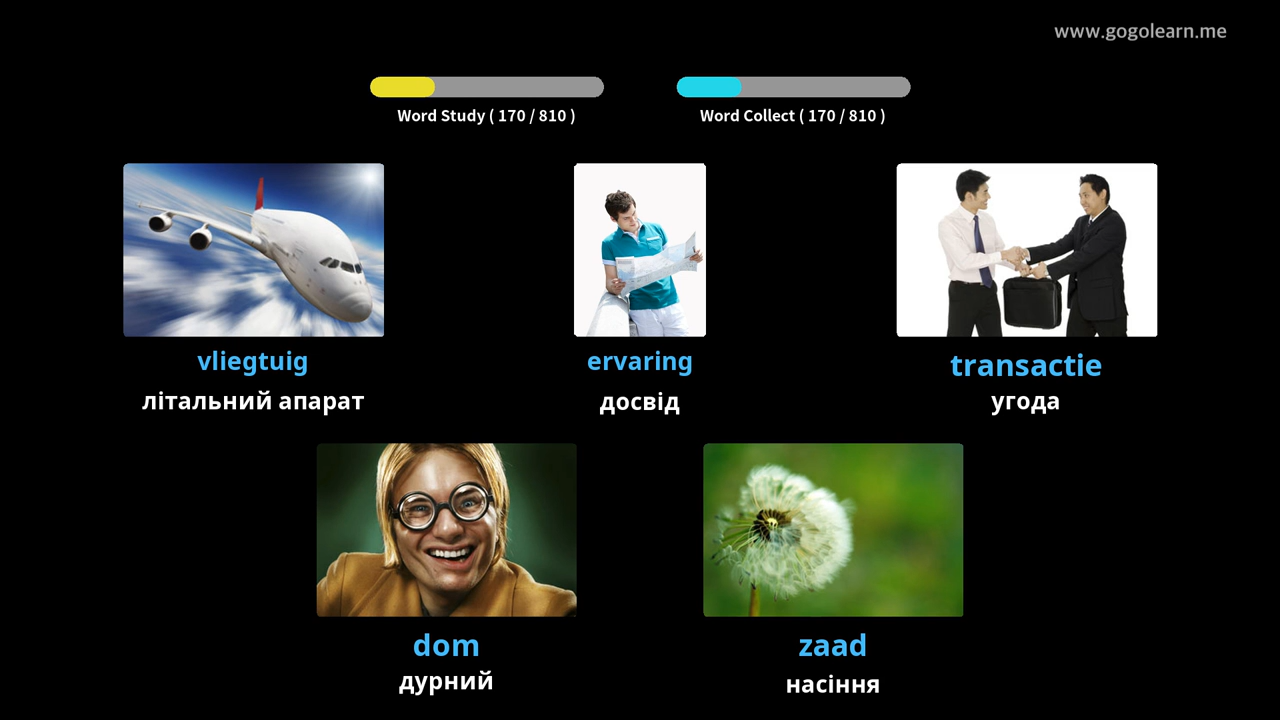 www.gogolearn.me
Word Study ( 170 / 810 )
Word Collect ( 170 / 810 )
vliegtuig
літальний апарат
ervaring
досвід
transactie
угода
dom
дурний
zaad
насіння